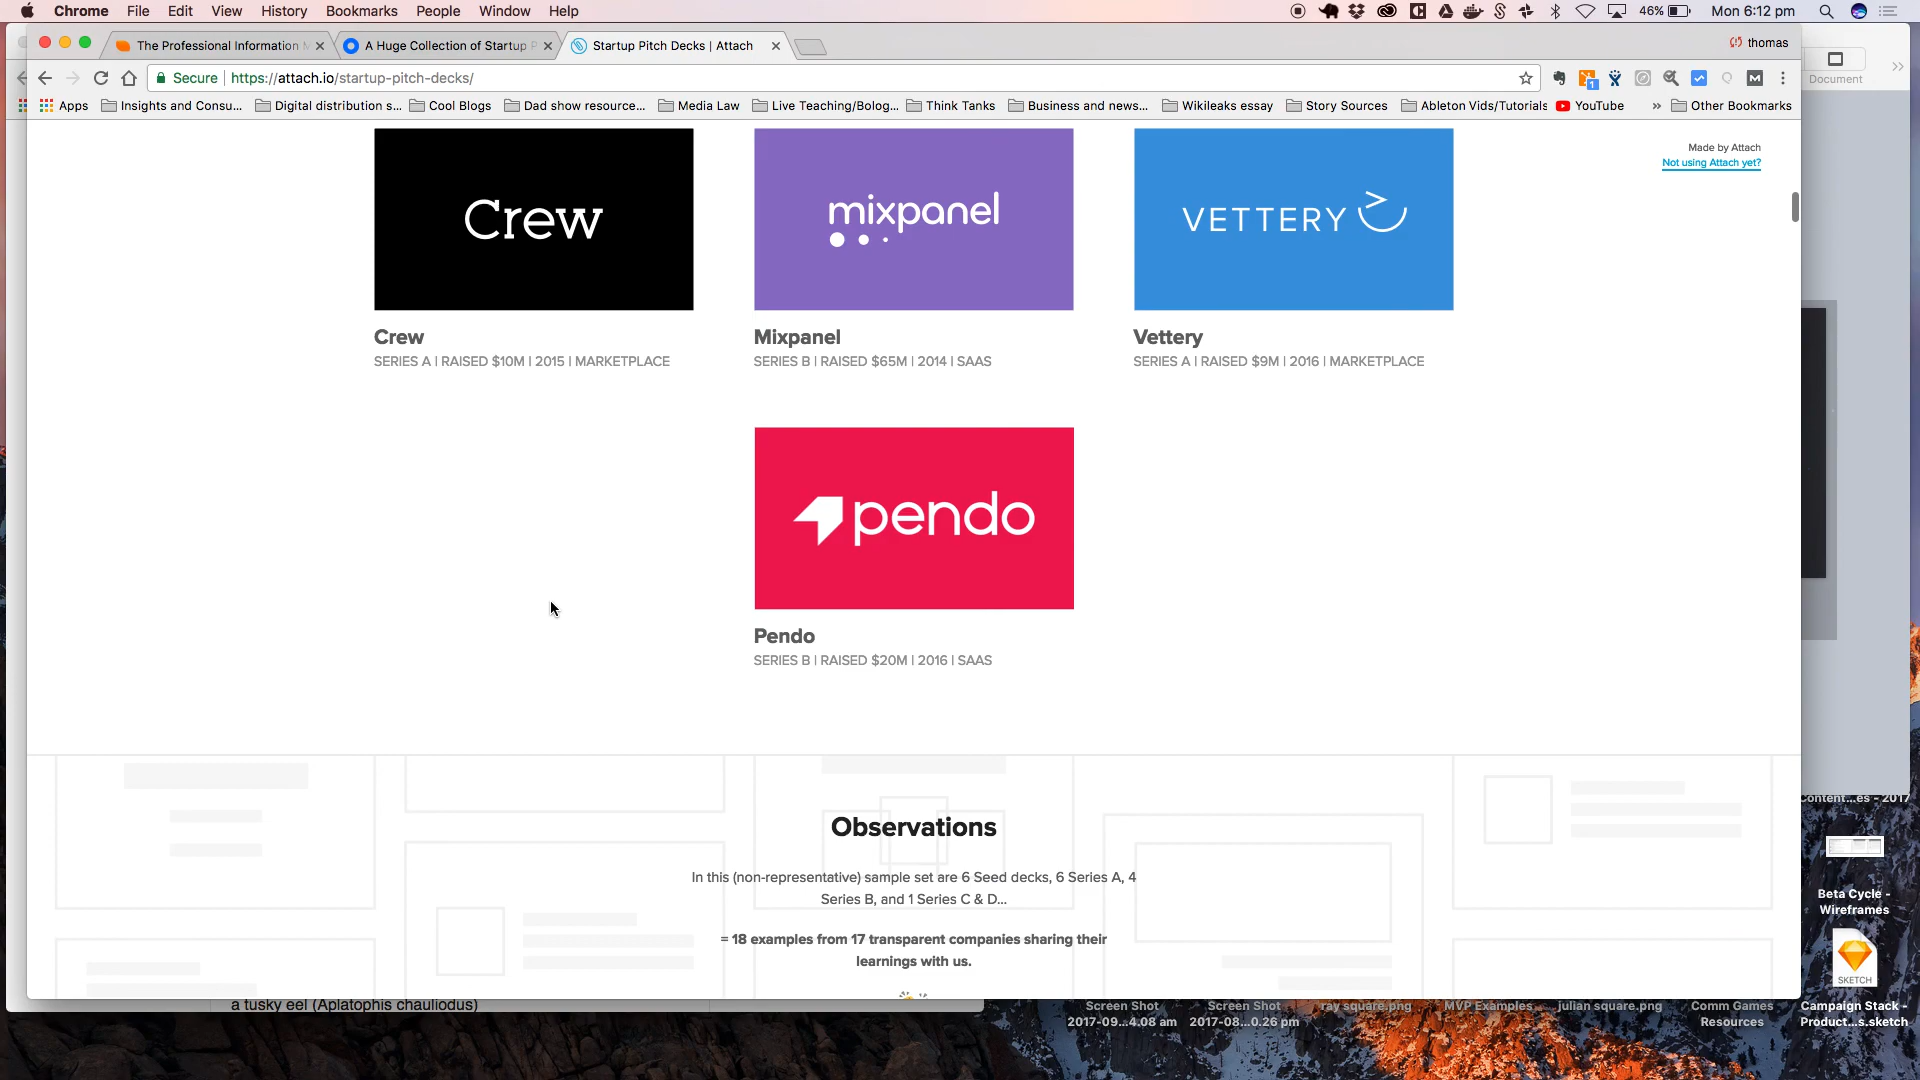 Chrome File Edit View History Bookmarks People Window Help
46% Mon 6:12 pm
The Professional Information M
A Huge Collection of Startup P
Startup Pitch Decks | Attach
thomas
Secure https://attach.io/startup-pitch-decks/
Document
Apps Insights and Consu... Digital distribution s... Cool Blogs Dad show resource... Media Law Live Teaching/Bolog... Think Tanks Business and news... Wikileaks essay Story Sources Ableton Vids/Tutorials YouTube » Other Bookmarks
Made by Attach
Not using Attach yet?
Crew
mixpanel
VETTERY
Crew
SERIES A | RAISED $10M | 2015 | MARKETPLACE
Mixpanel
SERIES B | RAISED $65M | 2014 | SAAS
Vettery
SERIES A | RAISED $9M | 2016 | MARKETPLACE
pendo
Pendo
SERIES B | RAISED $20M | 2016 | SAAS
Observations
In this (non-representative) sample set are 6 Seed decks, 6 Series A, 4
Series B, and 1 Series C & D...
= 18 examples from 17 transparent companies sharing their
learnings with us.
Content...es - 2017
Beta Cycle -
Wireframes
SKETCH
Campaign Stack -
Product...s.sketch
a tusky eel (Aplatophis chauliodus)
Screen Shot
2017-09...4.08 am
Screen Shot
2017-08...0.26 pm
ray square.png
MVP Examples
julian square.png
Comm Games
Resources